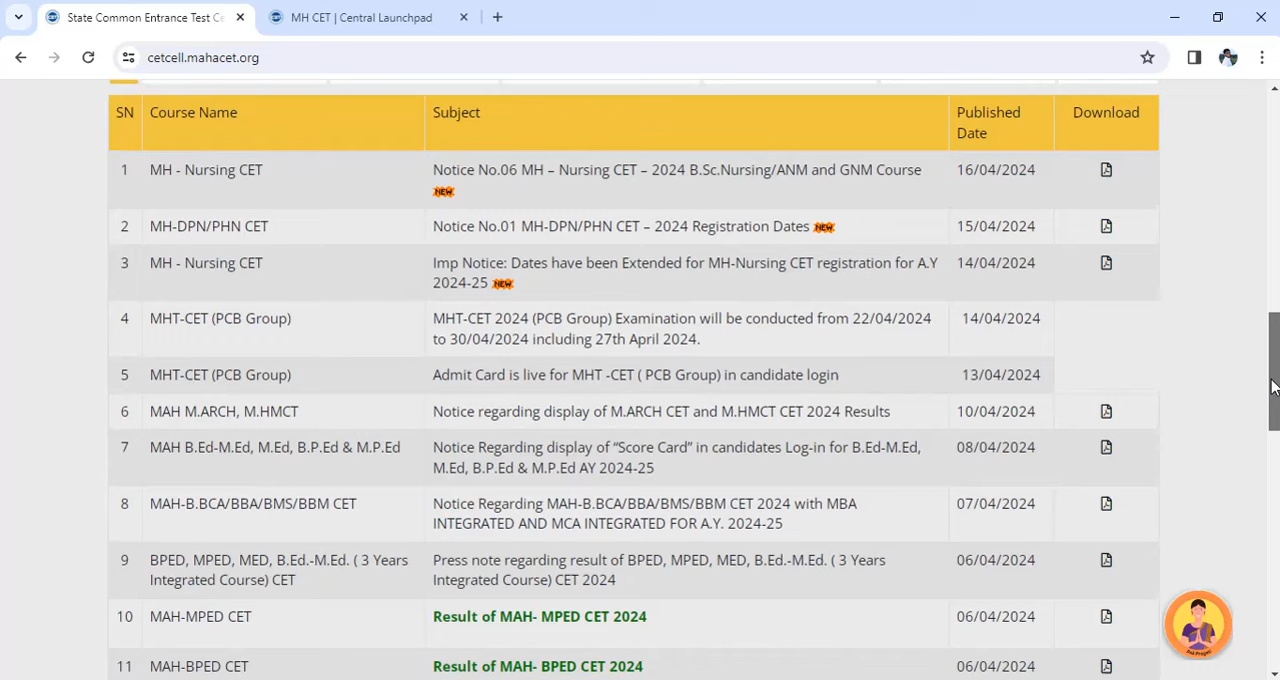 State Common Entrance Test Ce
MH CET | Central Launchpad
cetcell.mahacet.org
SN Course Name Subject Published Date Download
1 MH - Nursing CET Notice No.06 MH – Nursing CET – 2024 B.Sc.Nursing/ANM and GNM Course 16/04/2024
NEW
2 MH-DPN/PHN CET Notice No.01 MH-DPN/PHN CET – 2024 Registration Dates NEW 15/04/2024
3 MH - Nursing CET Imp Notice: Dates have been Extended for MH-Nursing CET registration for A.Y 14/04/2024
2024-25 NEW
4 MHT-CET (PCB Group) MHT-CET 2024 (PCB Group) Examination will be conducted from 22/04/2024 14/04/2024
to 30/04/2024 including 27th April 2024.
5 MHT-CET (PCB Group) Admit Card is live for MHT -CET ( PCB Group) in candidate login 13/04/2024
6 MAH M.ARCH, M.HMCT Notice regarding display of M.ARCH CET and M.HMCT CET 2024 Results 10/04/2024
7 MAH B.Ed-M.Ed, M.Ed, B.P.Ed & M.P.Ed Notice Regarding display of “Score Card” in candidates Log-in for B.Ed-M.Ed, 08/04/2024
M.Ed, B.P.Ed & M.P.Ed AY 2024-25
8 MAH-B.BCA/BBA/BMS/BBM CET Notice Regarding MAH-B.BCA/BBA/BMS/BBM CET 2024 with MBA 07/04/2024
INTEGRATED AND MCA INTEGRATED FOR A.Y. 2024-25
9 BPED, MPED, MED, B.Ed.-M.Ed. ( 3 Years Press note regarding result of BPED, MPED, MED, B.Ed.-M.Ed. ( 3 Years 06/04/2024
Integrated Course) CET Integrated Course) CET 2024
10 MAH-MPED CET Result of MAH- MPED CET 2024 06/04/2024
11 MAH-BPED CET Result of MAH- BPED CET 2024 06/04/2024